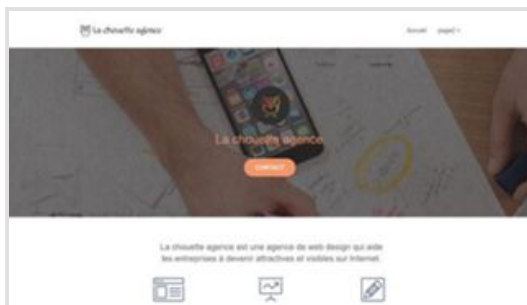 La chouette agence
Accueil page2
La chouette agence
CONTACT
La chouette agence est une agence de web design qui aide
les entreprises à devenir attractives et visibles sur Internet.